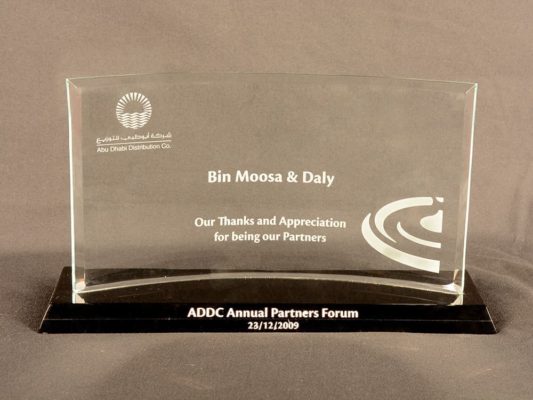 شركة أبوظبي للتوزيع
Abu Dhabi Distribution Co.
Bin Moosa & Daly
Our Thanks and Appreciation
for being our Partners
ADDC Annual Partners Forum
23/12/2009